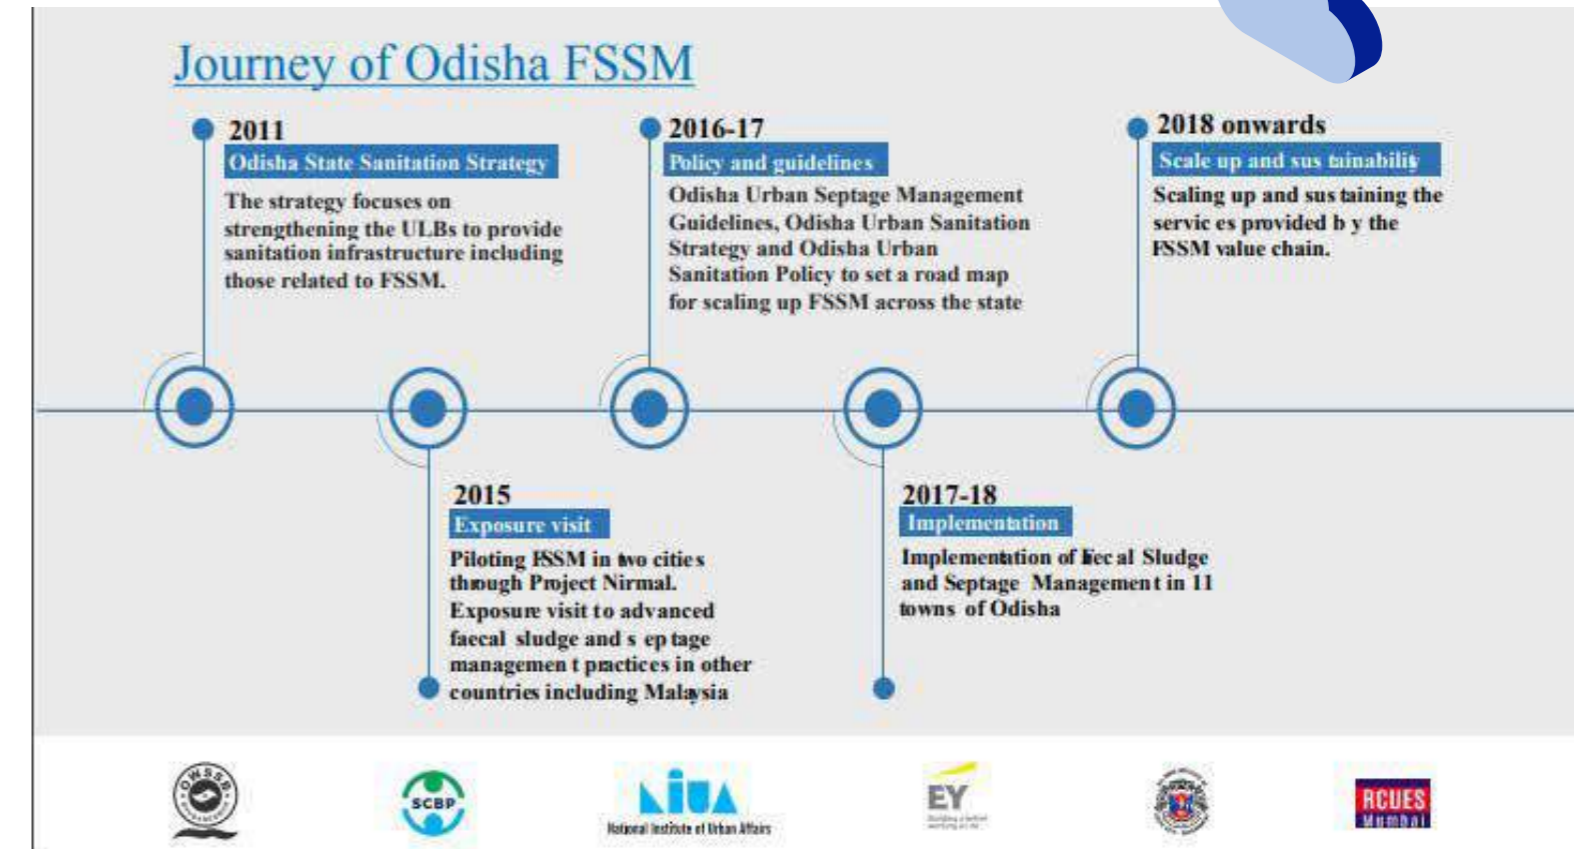 Journey of Odisha FSSM
2011
Odisha State Sanitation Strategy
The strategy focuses on
strengthening the ULBs to provide
sanitation infrastructure including
those related to FSSM.
2016-17
Policy and guidelines
Odisha Urban Septage Management
Guidelines, Odisha Urban Sanitation
Strategy and Odisha Urban
Sanitation Policy to set a road map
for scaling up FSSM across the state
2018 onwards
Scale up and sus tainability
Scaling up and sus taining the
servic es provided b y the
FSSM value chain.
2015
Exposure visit
Piloting FSSM in two cities
through Project Nirmal.
Exposure visit to advanced
faecal sludge and s ep tage
managemen t practices in other
countries including Malaysia
2017-18
Implementation
Implementation of Fec al Sludge
and Septage Management in 11
towns of Odisha
OWSSB
SCBP
NIUA
National Institute of Urban Affairs
EY
Building a better
working world
RCUES
Mumbai